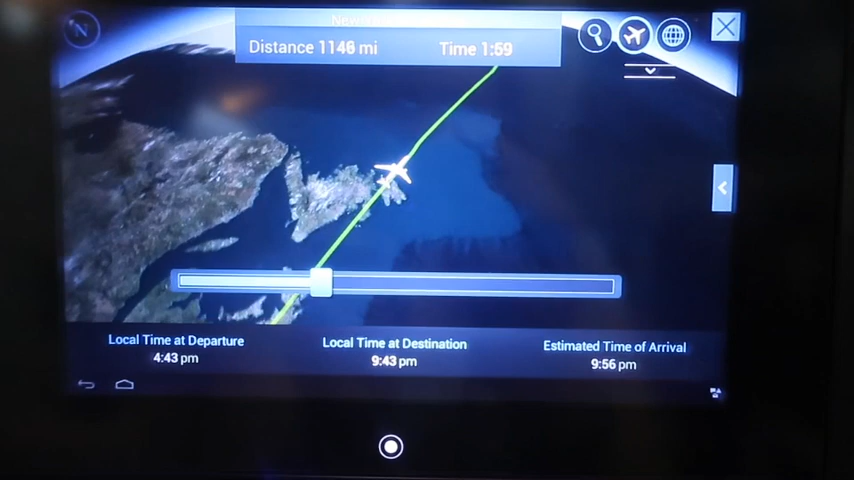 N
Distance 1146 mi
Time 1:59
Local Time at Departure
4:43 pm
Local Time at Destination
9:43 pm
Estimated Time of Arrival
9:56 pm